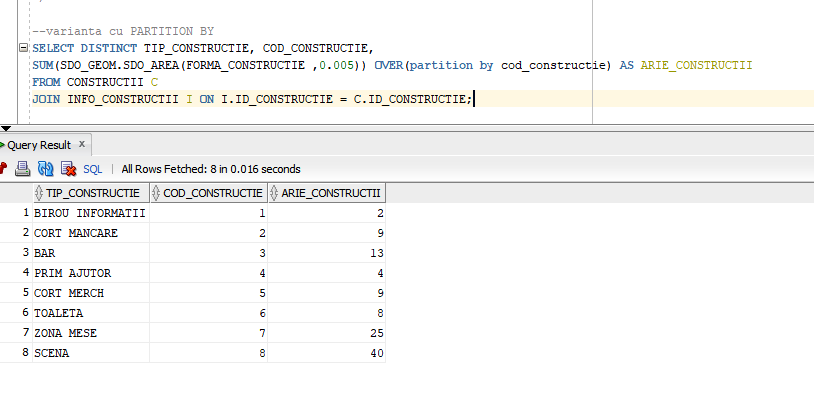 --varianta cu PARTITION BY
SELECT DISTINCT TIP_CONSTRUCTIE, COD_CONSTRUCTIE,
SUM(SDO_GEOM.SDO_AREA(FORMA_CONSTRUCTIE ,0.005)) OVER(partition by cod_constructie) AS ARIE_CONSTRUCTII
FROM CONSTRUCTII C
JOIN INFO_CONSTRUCTII I ON I.ID_CONSTRUCTIE = C.ID_CONSTRUCTIE;
Query Result x
SQL | All Rows Fetched: 8 in 0.016 seconds
TIP_CONSTRUCTIE COD_CONSTRUCTIE ARIE_CONSTRUCTII
1 BIROU INFORMATII 1 2
2 CORT MANCARE 2 9
3 BAR 3 13
4 PRIM AJUTOR 4 4
5 CORT MERCH 5 9
6 TOALETA 6 8
7 ZONA MESE 7 25
8 SCENA 8 40